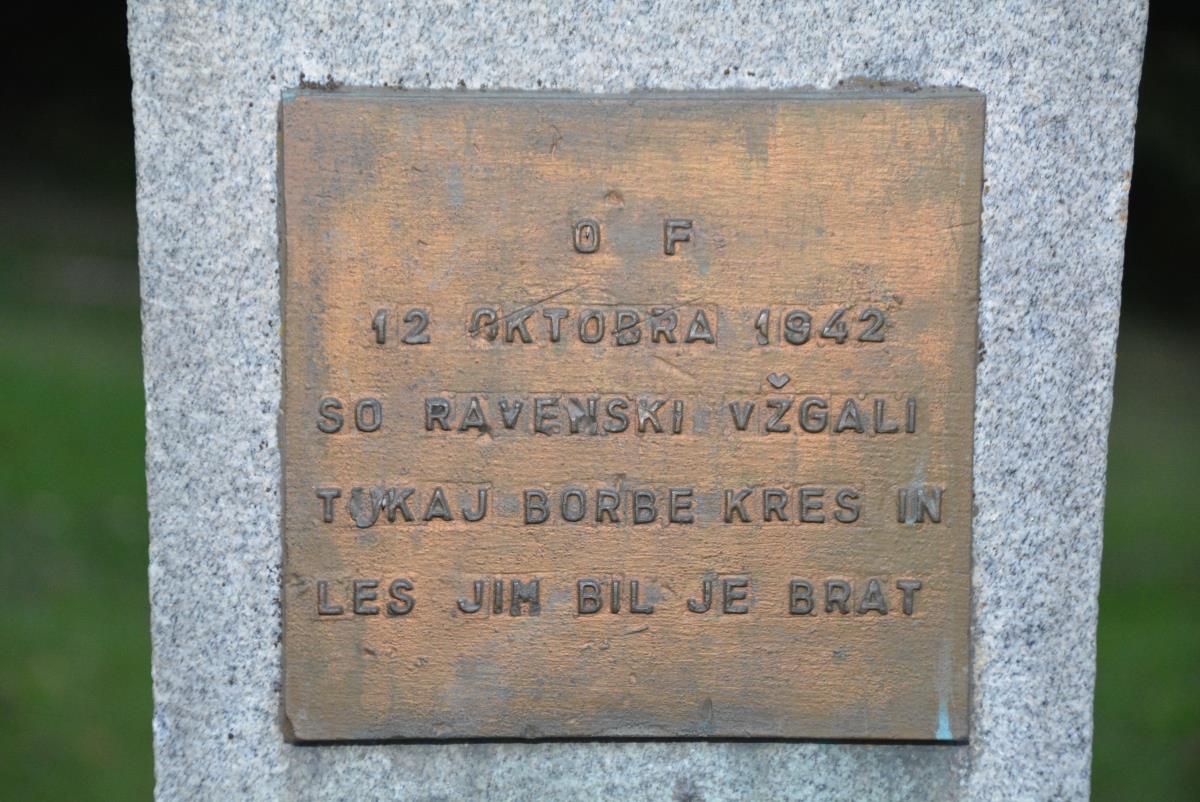 O F
12 OKTOBRA 1942
SO RAVENSKI VŽGALI
TUKAJ BORBE KRES IN
LES JIM BIL JE BRAT